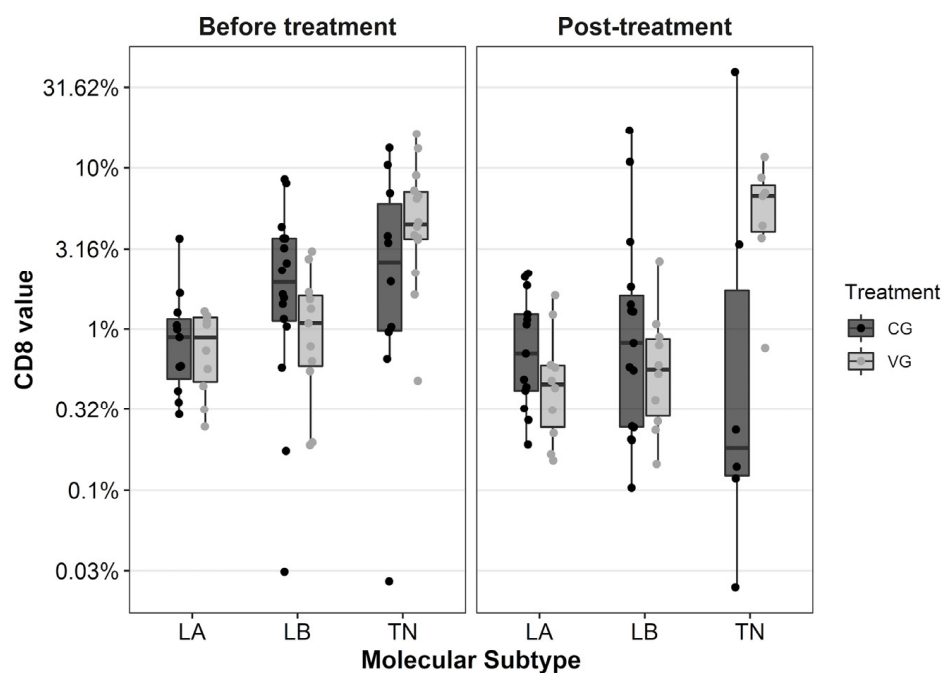 Before treatment
Post-treatment
CD8 value
31.62%
10%
3.16%
1%
0.32%
0.1%
0.03%
LA
LB
TN
LA
LB
TN
Molecular Subtype
Treatment
CG
VG